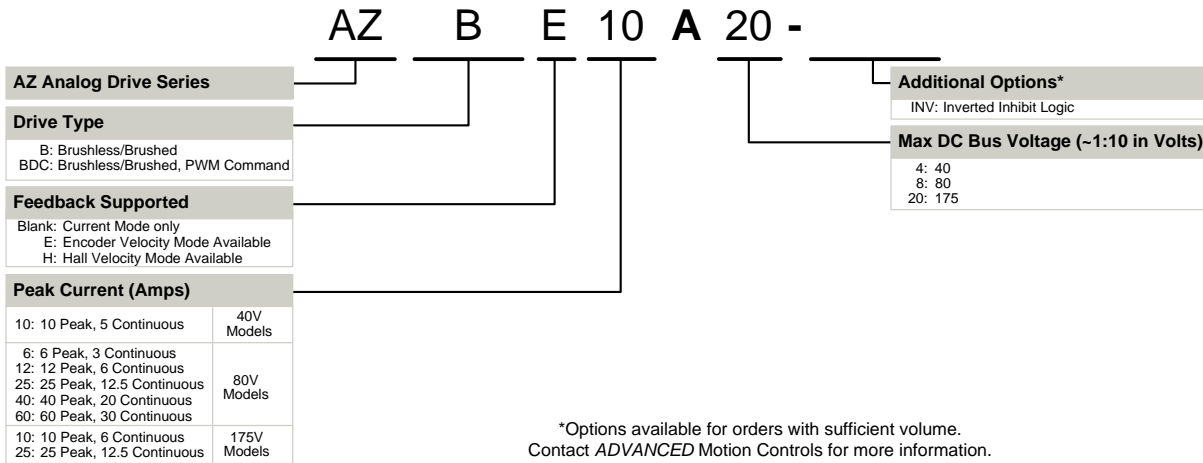 AZ B E 10 A 20 -
AZ Analog Drive Series
Drive Type
B: Brushless/Brushed
BDC: Brushless/Brushed, PWM Command
Feedback Supported
Blank: Current Mode only
E: Encoder Velocity Mode Available
H: Hall Velocity Mode Available
Peak Current (Amps)
10: 10 Peak, 5 Continuous
40V
Models
6: 6 Peak, 3 Continuous
12: 12 Peak, 6 Continuous
25: 25 Peak, 12.5 Continuous
40: 40 Peak, 20 Continuous
60: 60 Peak, 30 Continuous
80V
Models
10: 10 Peak, 6 Continuous
25: 25 Peak, 12.5 Continuous
175V
Models
Additional Options*
INV: Inverted Inhibit Logic
Max DC Bus Voltage (~1:10 in Volts)
4: 40
8: 80
20: 175
*Options available for orders with sufficient volume.
Contact ADVANCED Motion Controls for more information.